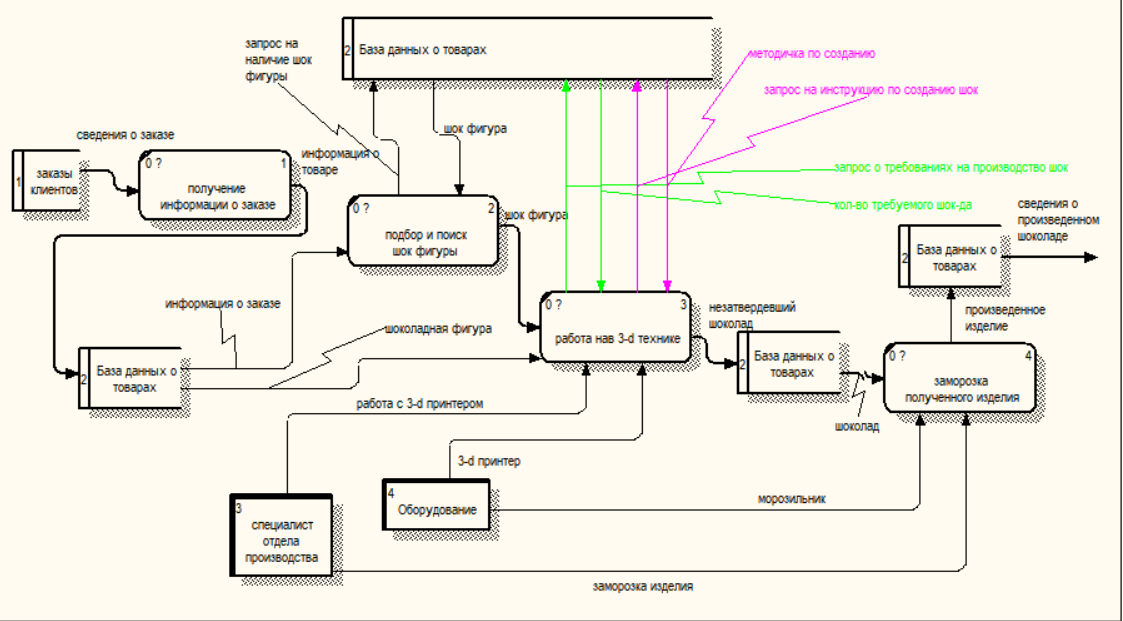 запрос на
наличие шок
фигуры
2
База данных о товарах
методичка по созданию
запрос на инструкцию по созданию шок
сведения о заказе
шок фигура
1
заказы
клиентов
0 ?
1
получение
информации о заказе
информация о
товаре
запрос о требованиях на производство шок
кол-во требуемого шок-да
0 ?
2
подбор и поиск
шок фигуры
шок фигура
сведения о
произведенном
шоколаде
2
База данных о
товарах
информация о заказе
шоколадная фигура
0 ?
3
работа нав 3-d технике
незатвердевший
шоколад
произведенное
изделие
2
База данных о
товарах
2
База данных о
товарах
0 ?
4
заморозка
полученного изделия
шоколад
работа с 3-d принтером
3-d принтер
3
специалист
отдела
производства
4
Оборудование
морозильник
заморозка изделия